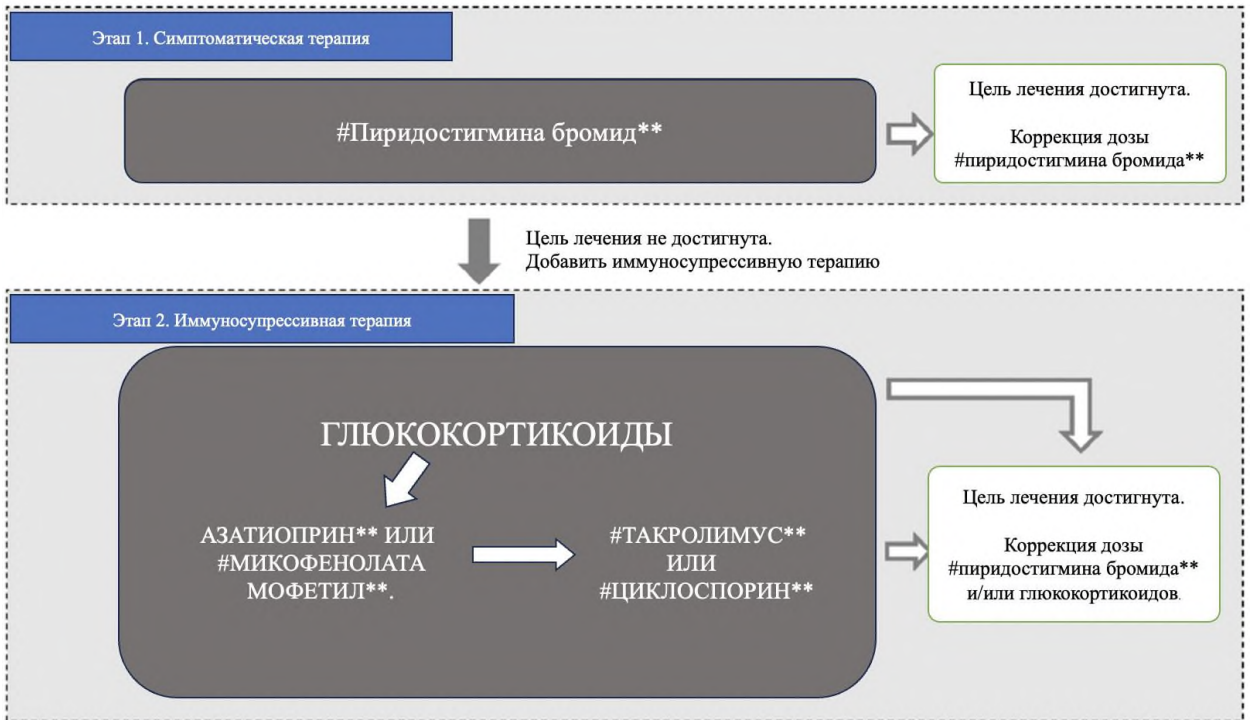 Этап 1. Симптоматическая терапия
#Пиридостигмина бромид**
Цель лечения достигнута.
Коррекция дозы
#пиридостигмина бромида**
Цель лечения не достигнута.
Добавить иммуносупрессивную терапию
Этап 2. Иммуносупрессивная терапия
ГЛЮКОКОРТИКОИДЫ
АЗАТИОПРИН** ИЛИ
#МИКОФЕНОЛАТА
МОФЕТИЛ**.
#ТАКРОЛИМУС**
ИЛИ
#ЦИКЛОСПОРИН**
Цель лечения достигнута.
Коррекция дозы
#пиридостигмина бромида**
и/или глюкокортикоидов.